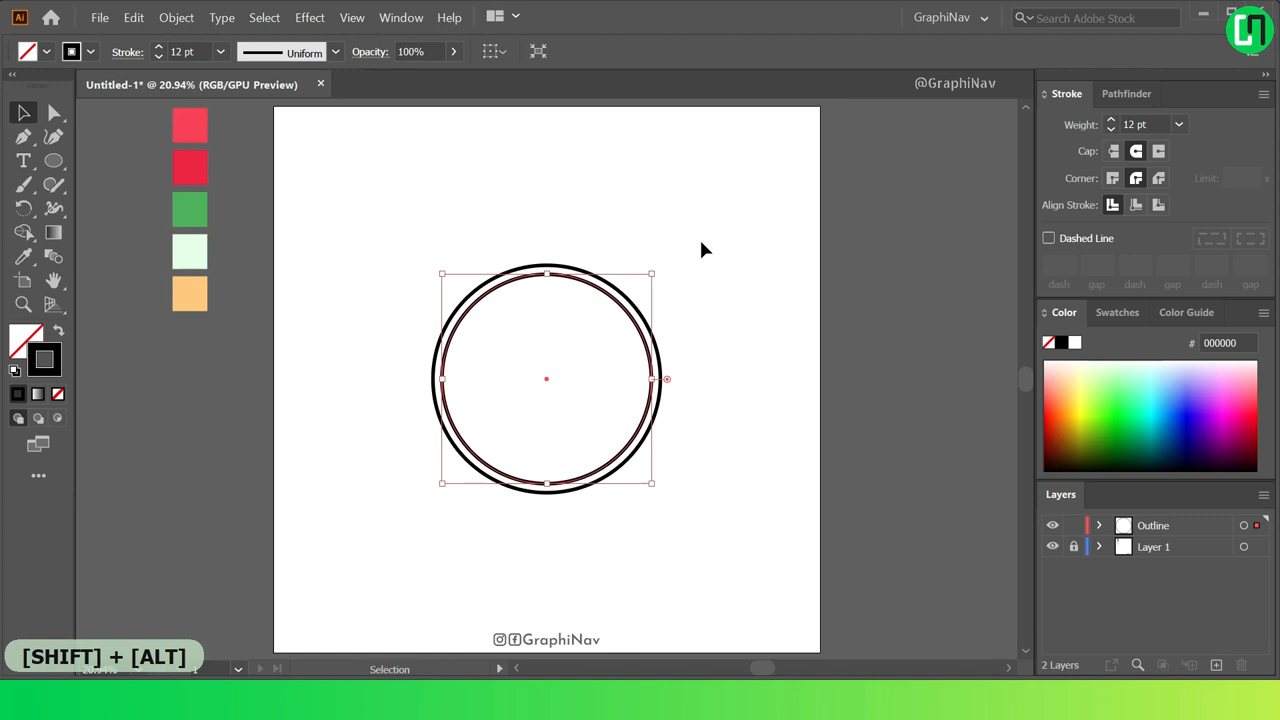 File Edit Object Type Select Effect View Window Help
GraphiNav
Search Adobe Stock
Stroke: 12 pt Uniform Opacity: 100%
Untitled-1* @ 20.94% (RGB/GPU Preview)
@GraphiNav
Stroke Pathfinder
Weight: 12 pt
Cap:
Corner: Limit: x
Align Stroke:
Dashed Line
dash gap dash gap dash gap
Color Swatches Color Guide
# 000000
Layers
Outline
Layer 1
GraphiNav
[SHIFT] + [ALT]
Selection
2 Layers